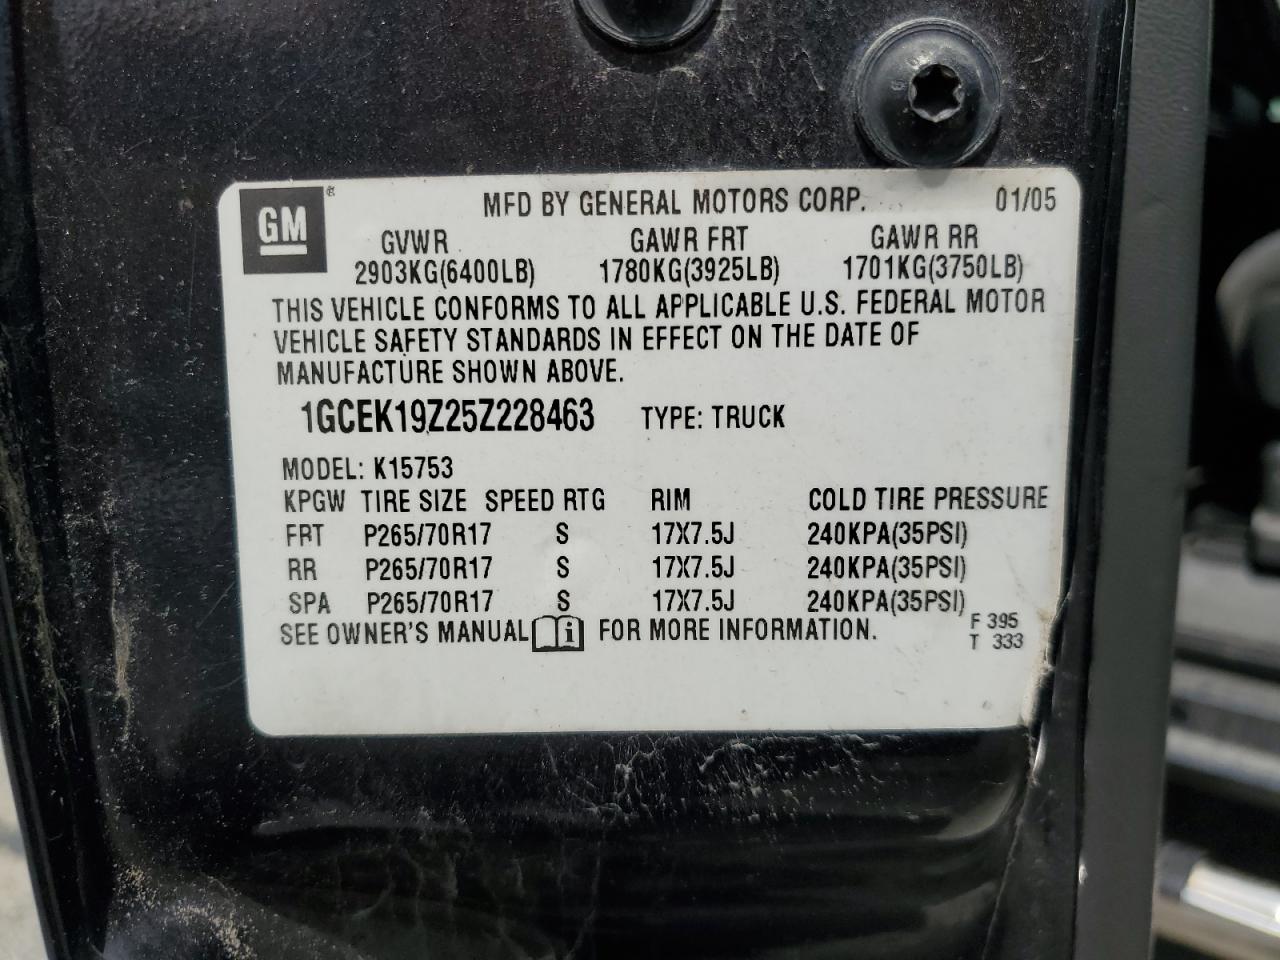 GM® MFD BY GENERAL MOTORS CORP. 01/05
GVWR GAWR FRT GAWR RR
2903KG(6400LB) 1780KG(3925LB) 1701KG(3750LB)
THIS VEHICLE CONFORMS TO ALL APPLICABLE U.S. FEDERAL MOTOR
VEHICLE SAFETY STANDARDS IN EFFECT ON THE DATE OF
MANUFACTURE SHOWN ABOVE.
1GCEK19Z25Z228463 TYPE: TRUCK
MODEL: K15753
KPGW TIRE SIZE SPEED RTG RIM COLD TIRE PRESSURE
FRT P265/70R17 S 17X7.5J 240KPA(35PSI)
RR P265/70R17 S 17X7.5J 240KPA(35PSI)
SPA P265/70R17 S 17X7.5J 240KPA(35PSI)
SEE OWNER'S MANUAL i FOR MORE INFORMATION. F 395
T 333